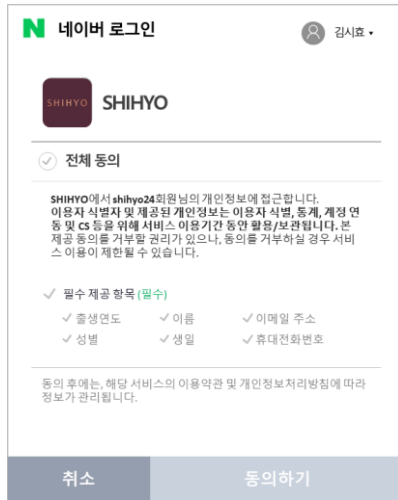 N 네이버 로그인
김시효
SHIHYO SHIHYO
전체 동의
SHIHYO에서 shihyo24회원님의 개인정보에 접근합니다.
이용자 식별자 및 제공된 개인정보는 이용자 식별, 통계, 계정 연
동 및 CS 등을 위해 서비스 이용기간 동안 활용/보관됩니다. 본
제공 동의를 거부할 권리가 있으나, 동의를 거부하실 경우 서비
스 이용이 제한될 수 있습니다.
필수 제공 항목 (필수)
출생연도 이름 이메일 주소
성별 생일 휴대전화번호
동의 후에는, 해당 서비스의 이용약관 및 개인정보처리방침에 따라
정보가 관리됩니다.
취소 동의하기